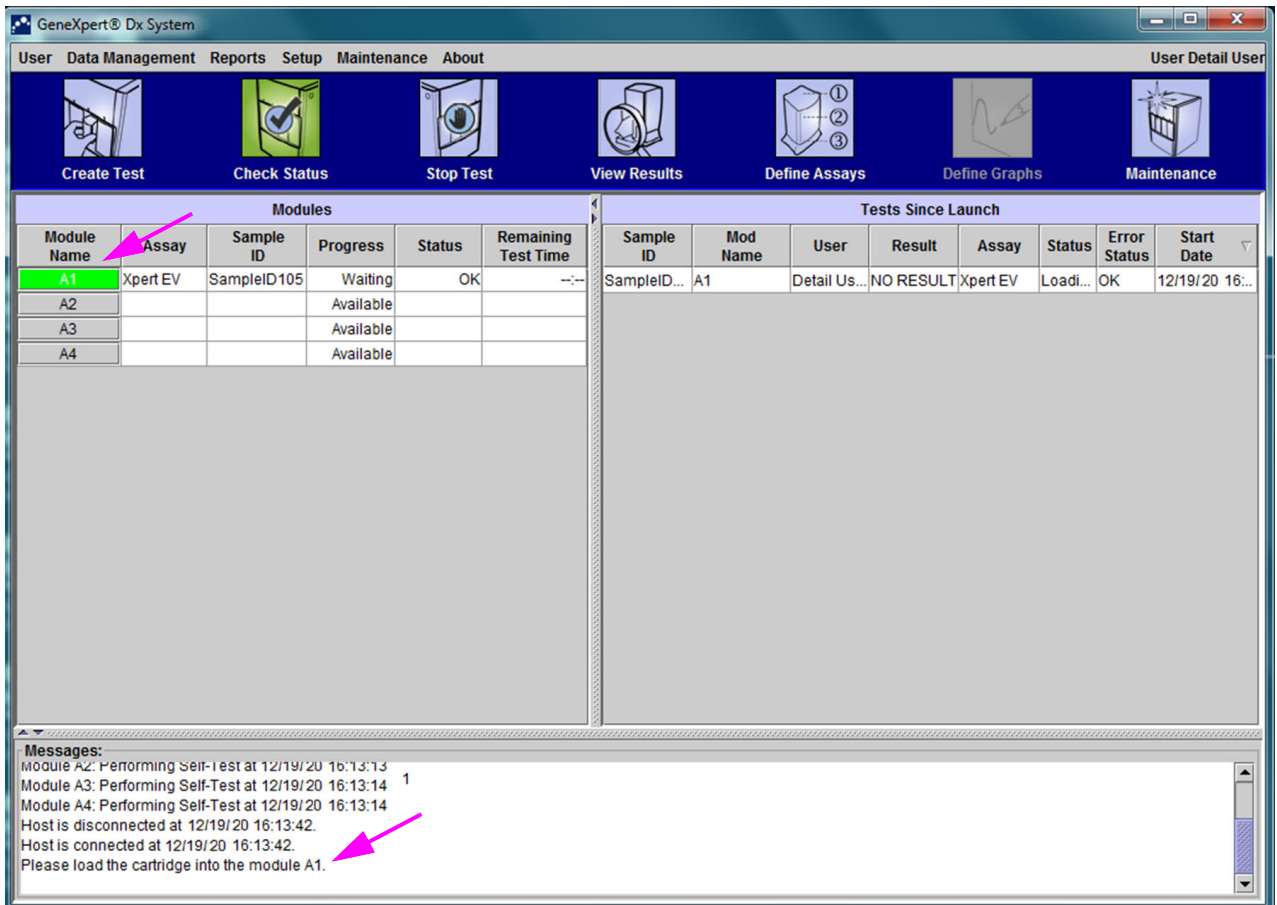 GeneXpert® Dx System
User Data Management Reports Setup Maintenance About User Detail User
Create Test Check Status Stop Test View Results Define Assays Define Graphs Maintenance
Modules
Module Name Assay Sample ID Progress Status Remaining Test Time
A1 Xpert EV SampleID105 Waiting OK --:--
A2 Available
A3 Available
A4 Available
Tests Since Launch
Sample ID Mod Name User Result Assay Status Error Status Start Date
SampleID... A1 Detail Us... NO RESULT Xpert EV Loadi... OK 12/19/20 16:..
Messages:
Module A2: Performing Self-Test at 12/19/20 16:13:13
Module A3: Performing Self-Test at 12/19/20 16:13:14 1
Module A4: Performing Self-Test at 12/19/20 16:13:14
Host is disconnected at 12/19/20 16:13:42.
Host is connected at 12/19/20 16:13:42.
Please load the cartridge into the module A1.